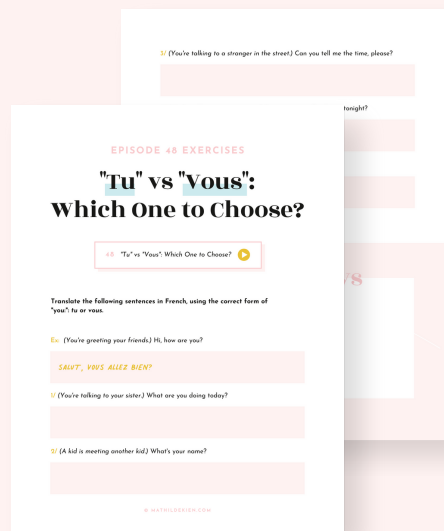 3/ (You're talking to a stranger in the street.) Can you tell me the time, please?
tonight?
EPISODE 48 EXERCISES
"Tu" vs "Vous":
Which One to Choose?
48 "Tu" vs "Vous": Which One to Choose?
Translate the following sentences in French, using the correct form of
"you": tu or vous.
Ex: (You're greeting your friends.) Hi, how are you?
SALUT, VOUS ALLEZ BIEN?
1/ (You're talking to your sister.) What are you doing today?
2/ (A kid is meeting another kid.) What's your name?
© MATHILDEKIEN.COM